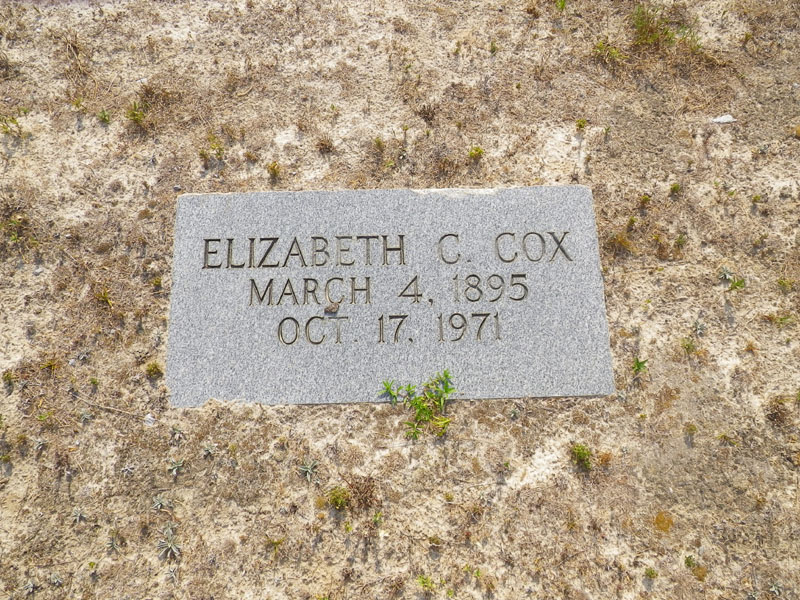 ELIZABETH C. COX
MARCH 4, 1895
OCT. 17, 1971